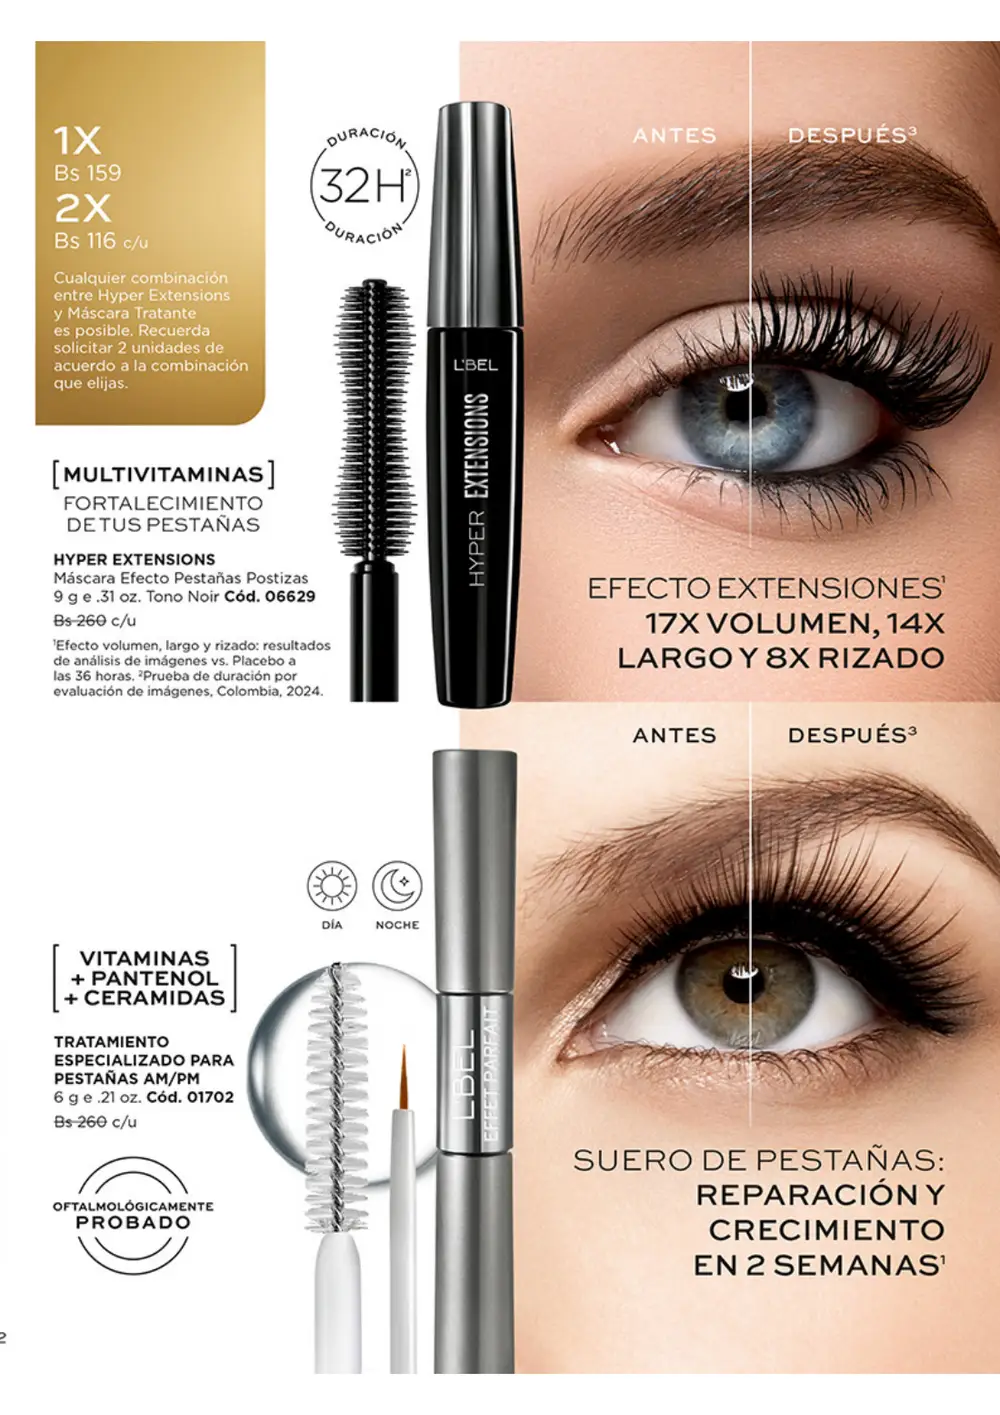 1X
Bs 159
2X
Bs 116 c/u
Cualquier combinación
entre Hyper Extensions
y Máscara Tratante
es posible. Recuerda
solicitar 2 unidades de
acuerdo a la combinación
que elijas.
DURACIÓN
32H²
DURACIÓN
L'BEL
HYPER EXTENSIONS
ANTES
DESPUÉS³
[MULTIVITAMINAS]
FORTALECIMIENTO
DE TUS PESTAÑAS
HYPER EXTENSIONS
Máscara Efecto Pestañas Postizas
9 g e .31 oz. Tono Noir Cód. 06629
Bs 260 c/u
¹Efecto volumen, largo y rizado: resultados
de análisis de imágenes vs. Placebo a
las 36 horas. ²Prueba de duración por
evaluación de imágenes, Colombia, 2024.
EFECTO EXTENSIONES¹
17X VOLUMEN, 14X
LARGO Y 8X RIZADO
ANTES
DESPUÉS³
DÍA
NOCHE
[VITAMINAS
+ PANTENOL
+ CERAMIDAS]
TRATAMIENTO
ESPECIALIZADO PARA
PESTAÑAS AM/PM
6 g e .21 oz. Cód. 01702
Bs 260 c/u
OFTALMOLÓGICAMENTE
PROBADO
L'BEL
EFFET PARFAIT
SUERO DE PESTAÑAS:
REPARACIÓN Y
CRECIMIENTO
EN 2 SEMANAS¹
2